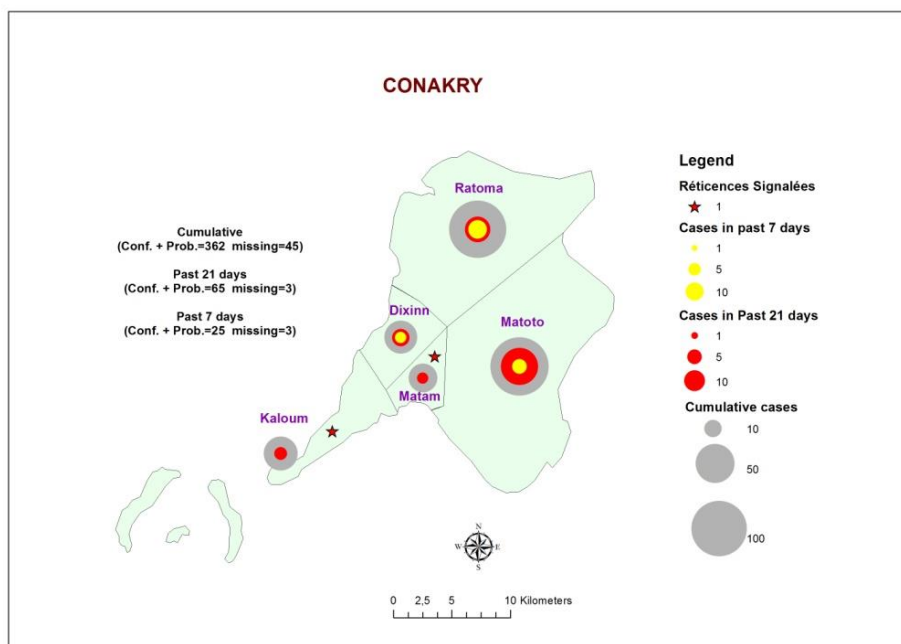 CONAKRY
Cumulative
(Conf. + Prob.=362 missing=45)
Past 21 days
(Conf. + Prob.=65 missing=3)
Past 7 days
(Conf. + Prob.=25 missing=3)
Ratoma
Dixinn
Matoto
Matam
Kaloum
Legend
Réticences Signalées
1
Cases in past 7 days
1
5
10
Cases in Past 21 days
1
5
10
Cumulative cases
10
50
100
N
W E
S
0 2,5 5 10 Kilometers